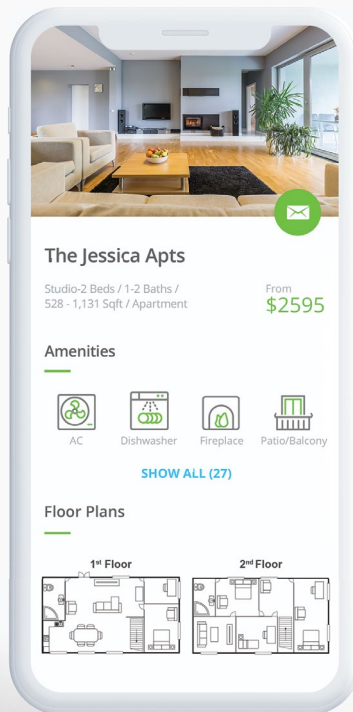 The Jessica Apts
Studio-2 Beds / 1-2 Baths /
528 - 1,131 Sqft / Apartment
From
$2595
Amenities
AC
Dishwasher
Fireplace
Patio/Balcony
SHOW ALL (27)
Floor Plans
1st Floor
2nd Floor